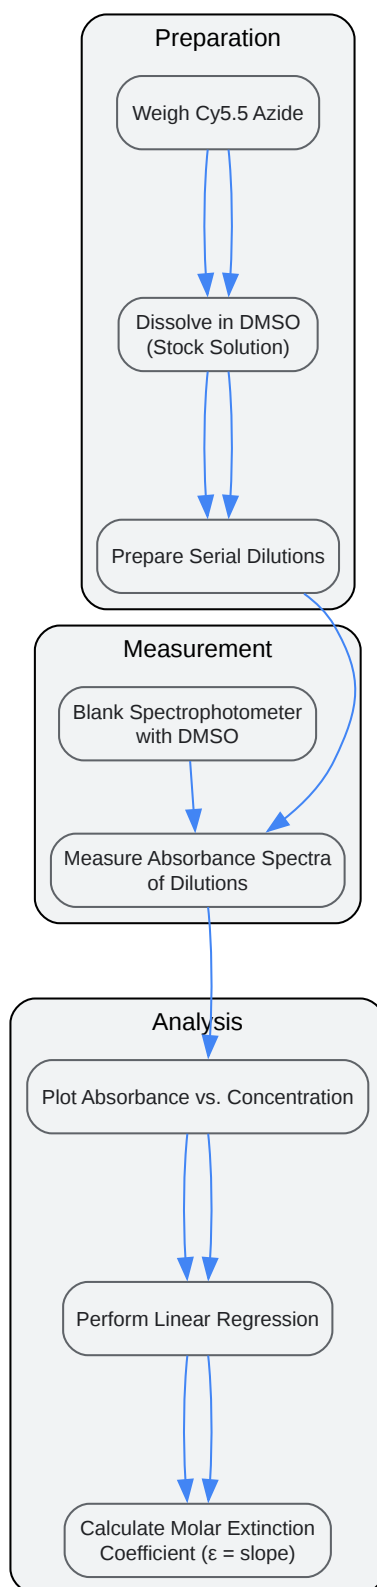 Preparation
Weigh Cy5.5 Azide
Dissolve in DMSO
(Stock Solution)
Prepare Serial Dilutions
Measurement
Blank Spectrophotometer
with DMSO
Measure Absorbance Spectra
of Dilutions
Analysis
Plot Absorbance vs. Concentration
Perform Linear Regression
Calculate Molar Extinction
Coefficient (ε = slope)